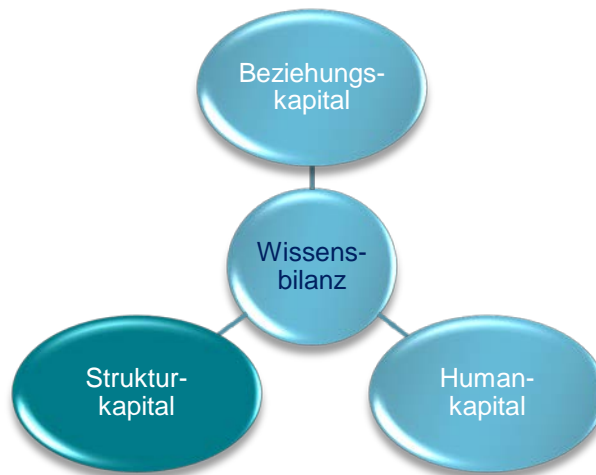 Beziehungs-
kapital
Wissens-
bilanz
Struktur-
kapital
Human-
kapital